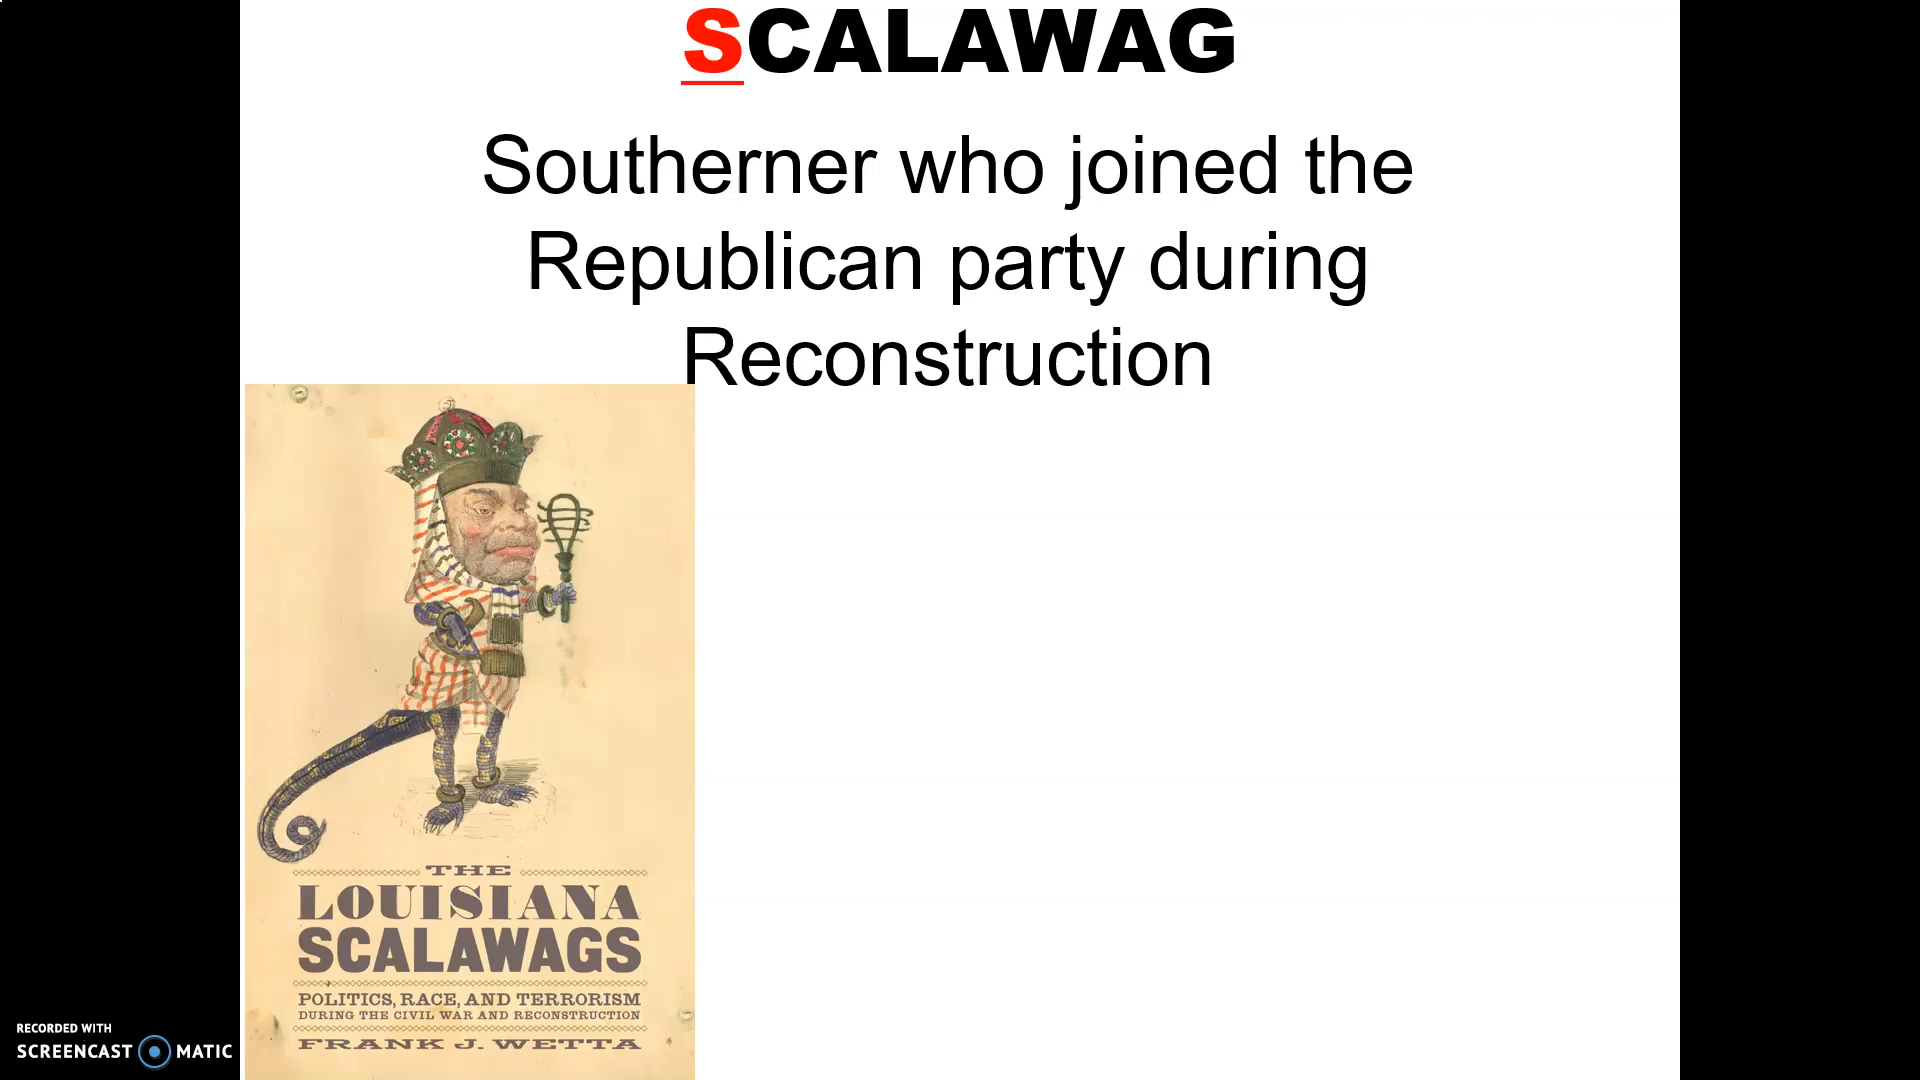 SCALAWAG
Southerner who joined the
Republican party during
Reconstruction
THE
LOUISIANA
SCALAWAGS
POLITICS, RACE, AND TERRORISM
DURING THE CIVIL WAR AND RECONSTRUCTION
FRANK J. WETTA
RECORDED WITH
SCREENCAST MATIC